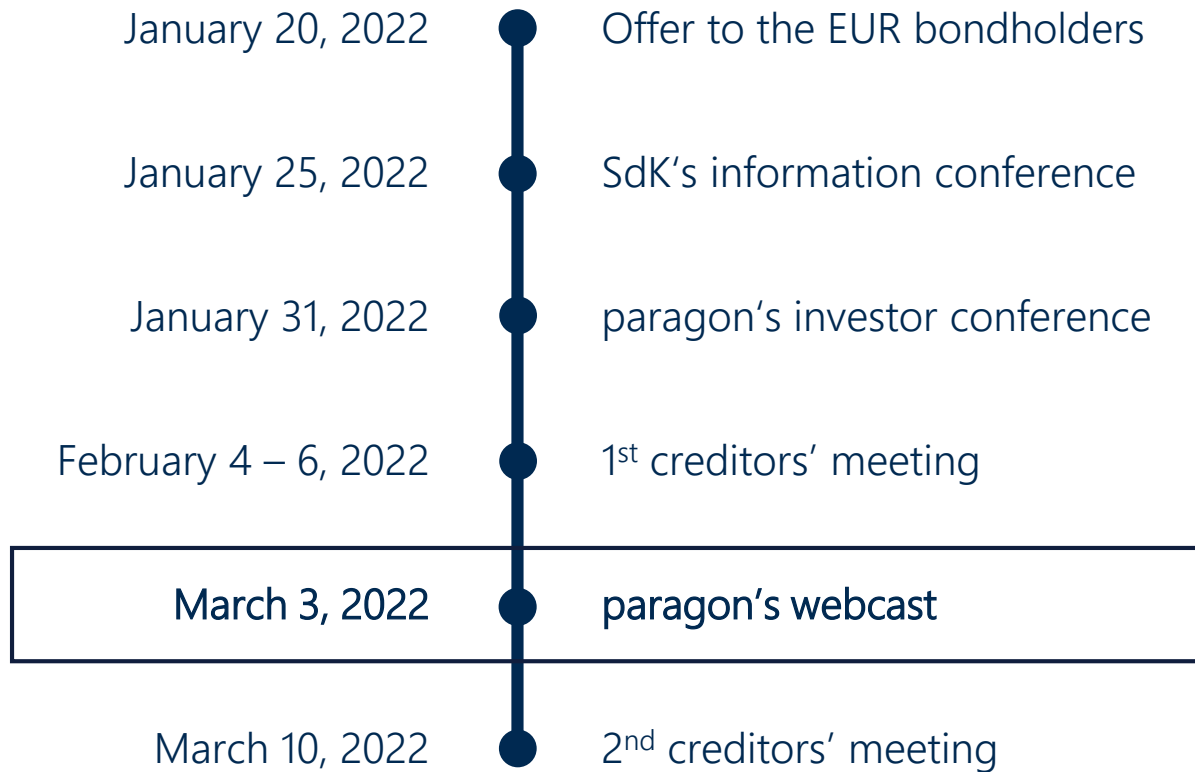 January 20, 2022 Offer to the EUR bondholders
January 25, 2022 SdK‘s information conference
January 31, 2022 paragon‘s investor conference
February 4 – 6, 2022 1st creditors’ meeting
March 3, 2022 paragon‘s webcast
March 10, 2022 2nd creditors’ meeting